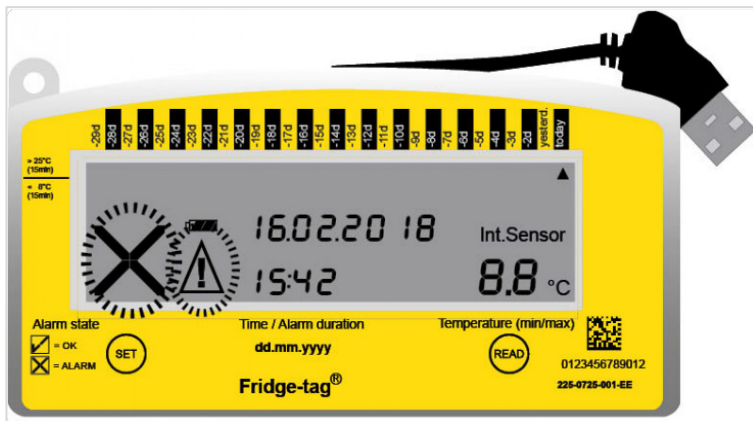 -29d
-28d
-27d
-26d
-25d
-24d
-23d
-22d
-21d
-20d
-19d
-18d
-17d
-16d
-15d
-14d
-13d
-12d
-11d
-10d
-9d
-8d
-7d
-6d
-5d
-4d
-3d
-2d
yesterd.
today
> 25°C
(15min)
< 8°C
(15min)
16.02.2018
Int.Sensor
15:42
8.8 °C
Alarm state
= OK
= ALARM
SET
Time / Alarm duration
dd.mm.yyyy
Temperature (min/max)
READ
0123456789012
225-0725-001-EE
Fridge-tag®